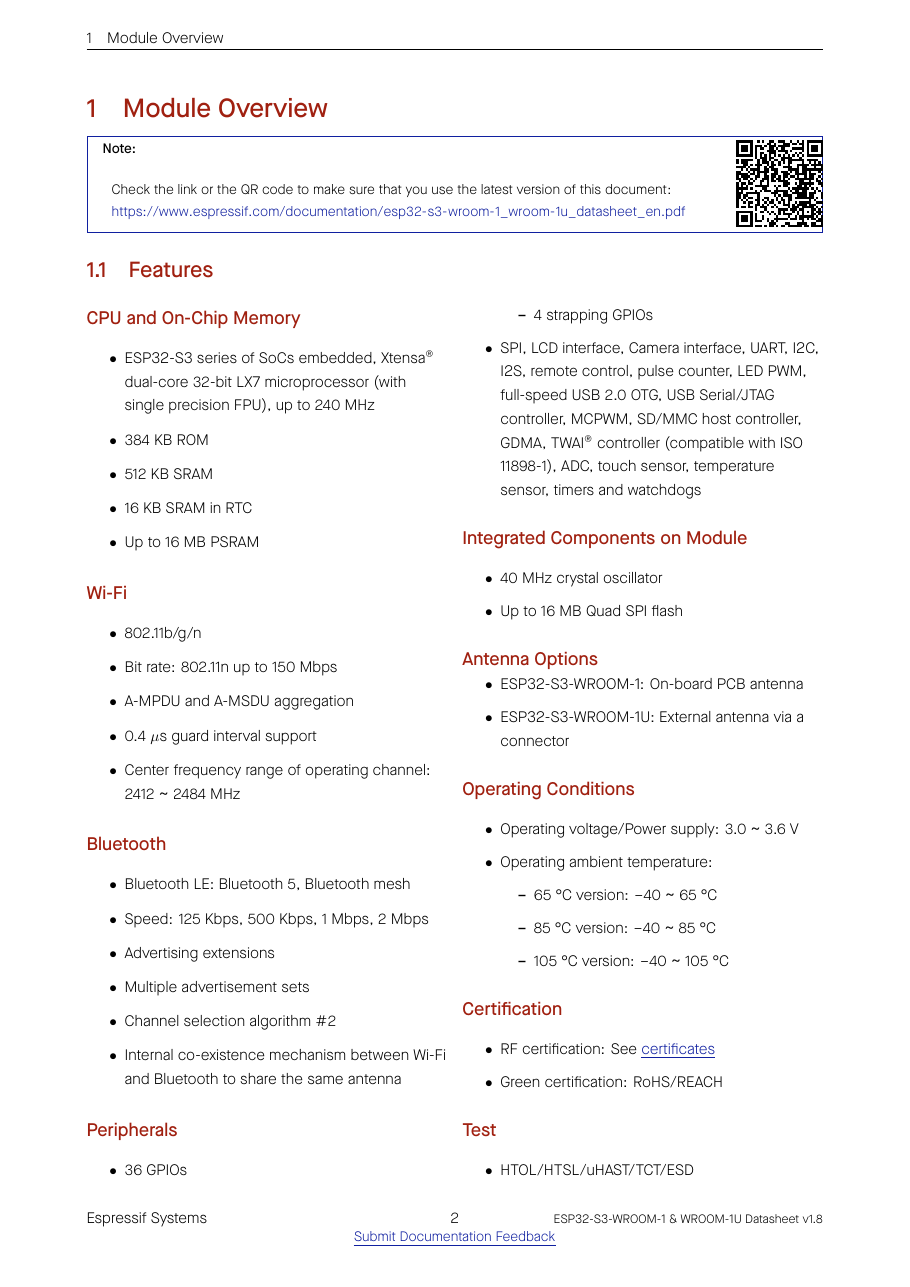 1 Module Overview
1 Module Overview
Note:
Check the link or the QR code to make sure that you use the latest version of this document:
https://www.espressif.com/documentation/esp32-s3-wroom-1_wroom-1u_datasheet_en.pdf
1.1 Features
CPU and On-Chip Memory
• ESP32-S3 series of SoCs embedded, Xtensa®
dual-core 32-bit LX7 microprocessor (with
single precision FPU), up to 240 MHz
• 384 KB ROM
• 512 KB SRAM
• 16 KB SRAM in RTC
• Up to 16 MB PSRAM
Wi-Fi
• 802.11b/g/n
• Bit rate: 802.11n up to 150 Mbps
• A-MPDU and A-MSDU aggregation
• 0.4 µs guard interval support
• Center frequency range of operating channel:
2412 ~ 2484 MHz
Bluetooth
• Bluetooth LE: Bluetooth 5, Bluetooth mesh
• Speed: 125 Kbps, 500 Kbps, 1 Mbps, 2 Mbps
• Advertising extensions
• Multiple advertisement sets
• Channel selection algorithm #2
• Internal co-existence mechanism between Wi-Fi
and Bluetooth to share the same antenna
Peripherals
• 36 GPIOs
– 4 strapping GPIOs
• SPI, LCD interface, Camera interface, UART, I2C,
I2S, remote control, pulse counter, LED PWM,
full-speed USB 2.0 OTG, USB Serial/JTAG
controller, MCPWM, SD/MMC host controller,
GDMA, TWAI® controller (compatible with ISO
11898-1), ADC, touch sensor, temperature
sensor, timers and watchdogs
Integrated Components on Module
• 40 MHz crystal oscillator
• Up to 16 MB Quad SPI flash
Antenna Options
• ESP32-S3-WROOM-1: On-board PCB antenna
• ESP32-S3-WROOM-1U: External antenna via a
connector
Operating Conditions
• Operating voltage/Power supply: 3.0 ~ 3.6 V
• Operating ambient temperature:
– 65 °C version: –40 ~ 65 °C
– 85 °C version: –40 ~ 85 °C
– 105 °C version: –40 ~ 105 °C
Certification
• RF certification: See certificates
• Green certification: RoHS/REACH
Test
• HTOL/HTSL/uHAST/TCT/ESD
Espressif Systems
2
ESP32-S3-WROOM-1 & WROOM-1U Datasheet v1.8
Submit Documentation Feedback